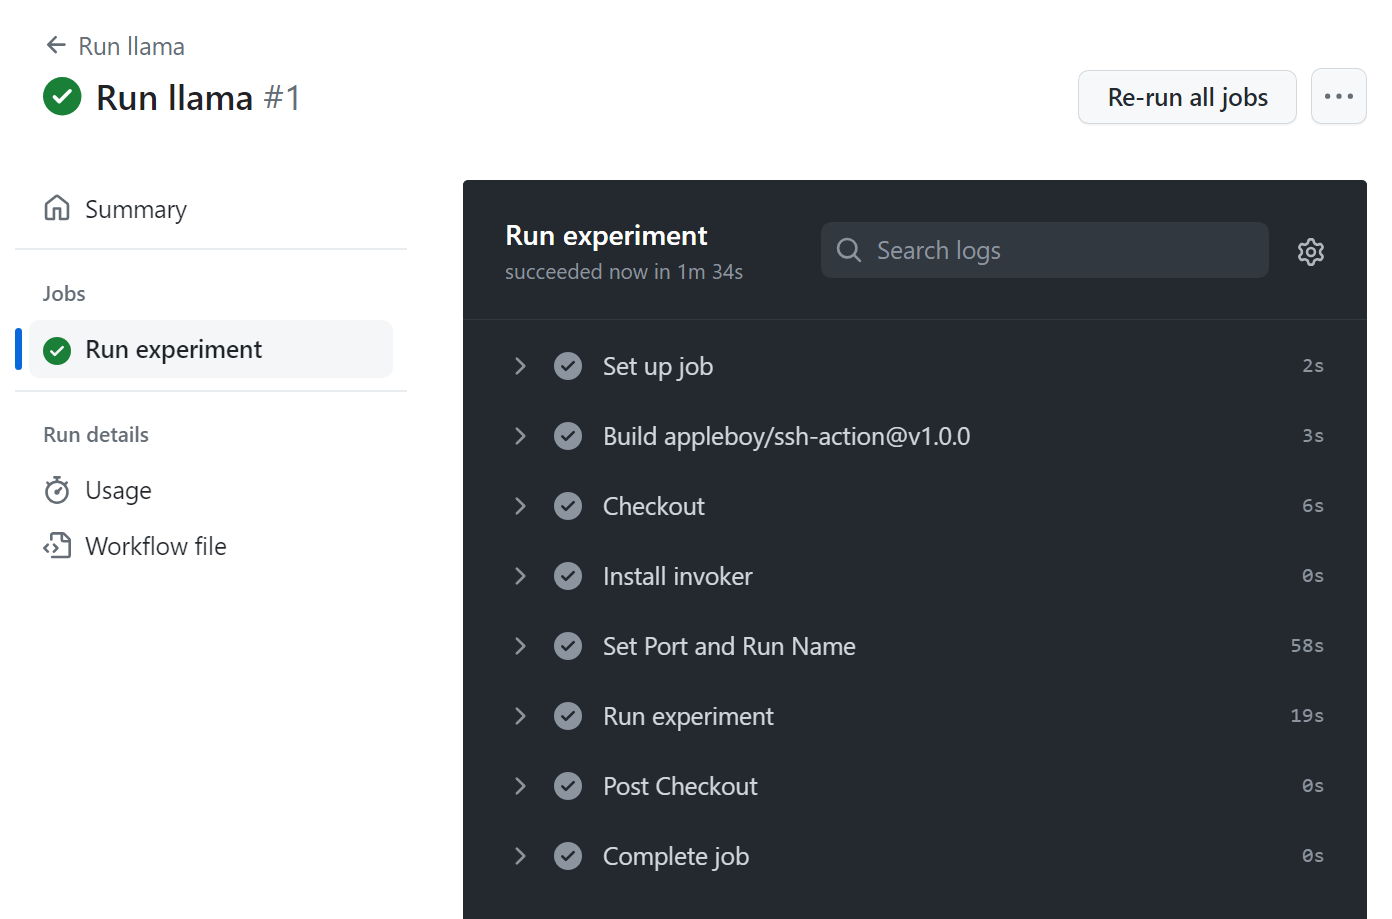 Run llama
Run llama #1
Re-run all jobs
Summary
Jobs
Run experiment
Run details
Usage
Workflow file
Run experiment
succeeded now in 1m 34s
Search logs
Set up job 2s
Build appleboy/ssh-action@v1.0.0 3s
Checkout 6s
Install invoker 0s
Set Port and Run Name 58s
Run experiment 19s
Post Checkout 0s
Complete job 0s